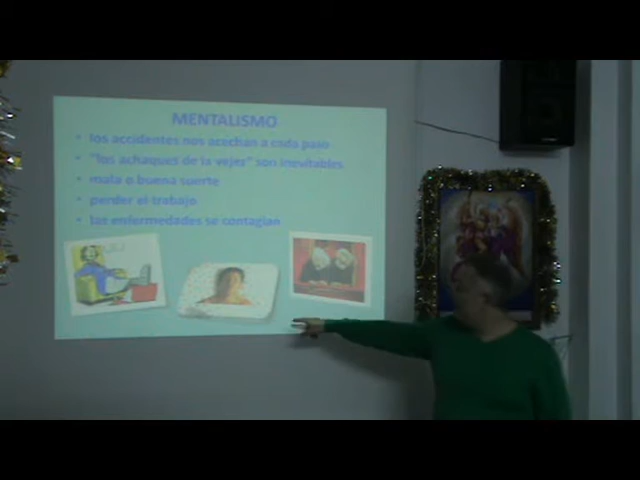 MENTALISMO
• los accidentes nos acechan a cada paso
• "los achaques de la vejez" son inevitables
• mala o buena suerte
• perder el trabajo
• las enfermedades se contagian